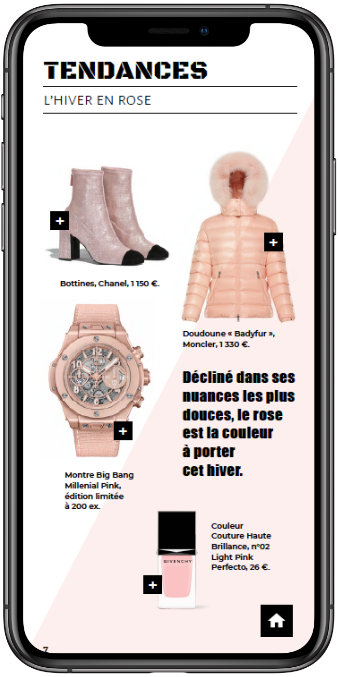 TENDANCES
L'HIVER EN ROSE
Bottines, Chanel, 1 150 €.
Doudoune « Badyfur »,
Moncler, 1 330 €.
Décliné dans ses
nuances les plus
douces, le rose
est la couleur
à porter
cet hiver.
Montre Big Bang
Millenial Pink,
édition limitée
à 200 ex.
GIVENCHY
Couleur
Couture Haute
Brillance, n°02
Light Pink
Perfecto, 26 €.
7